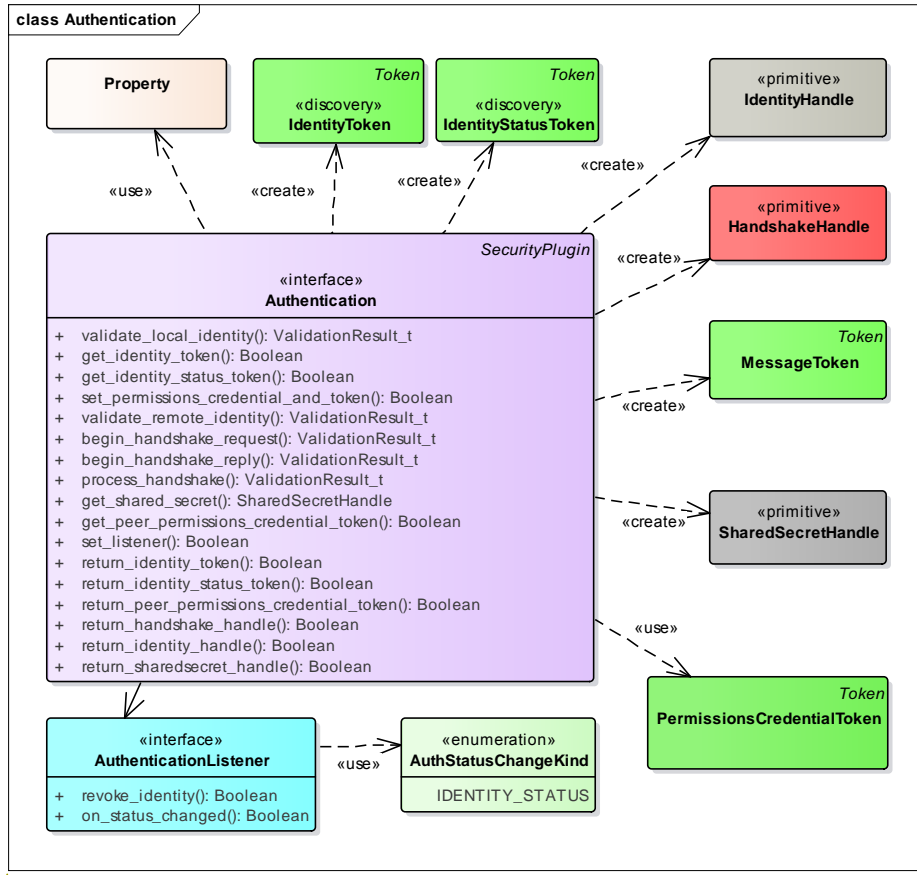 class Authentication
Property
Token
«discovery»
IdentityToken
Token
«discovery»
IdentityStatusToken
«primitive»
IdentityHandle
«use»
«create»
«create»
«create»
«primitive»
HandshakeHandle
«create»
SecurityPlugin
«interface»
Authentication
+ validate_local_identity(): ValidationResult_t
+ get_identity_token(): Boolean
+ get_identity_status_token(): Boolean
+ set_permissions_credential_and_token(): Boolean
+ validate_remote_identity(): ValidationResult_t
+ begin_handshake_request(): ValidationResult_t
+ begin_handshake_reply(): ValidationResult_t
+ process_handshake(): ValidationResult_t
+ get_shared_secret(): SharedSecretHandle
+ get_peer_permissions_credential_token(): Boolean
+ set_listener(): Boolean
+ return_identity_token(): Boolean
+ return_identity_status_token(): Boolean
+ return_peer_permissions_credential_token(): Boolean
+ return_handshake_handle(): Boolean
+ return_identity_handle(): Boolean
+ return_sharedsecret_handle(): Boolean
Token
MessageToken
«create»
«primitive»
SharedSecretHandle
«create»
«use»
Token
PermissionsCredentialToken
«interface»
AuthenticationListener
+ revoke_identity(): Boolean
+ on_status_changed(): Boolean
«use»
«enumeration»
AuthStatusChangeKind
IDENTITY_STATUS